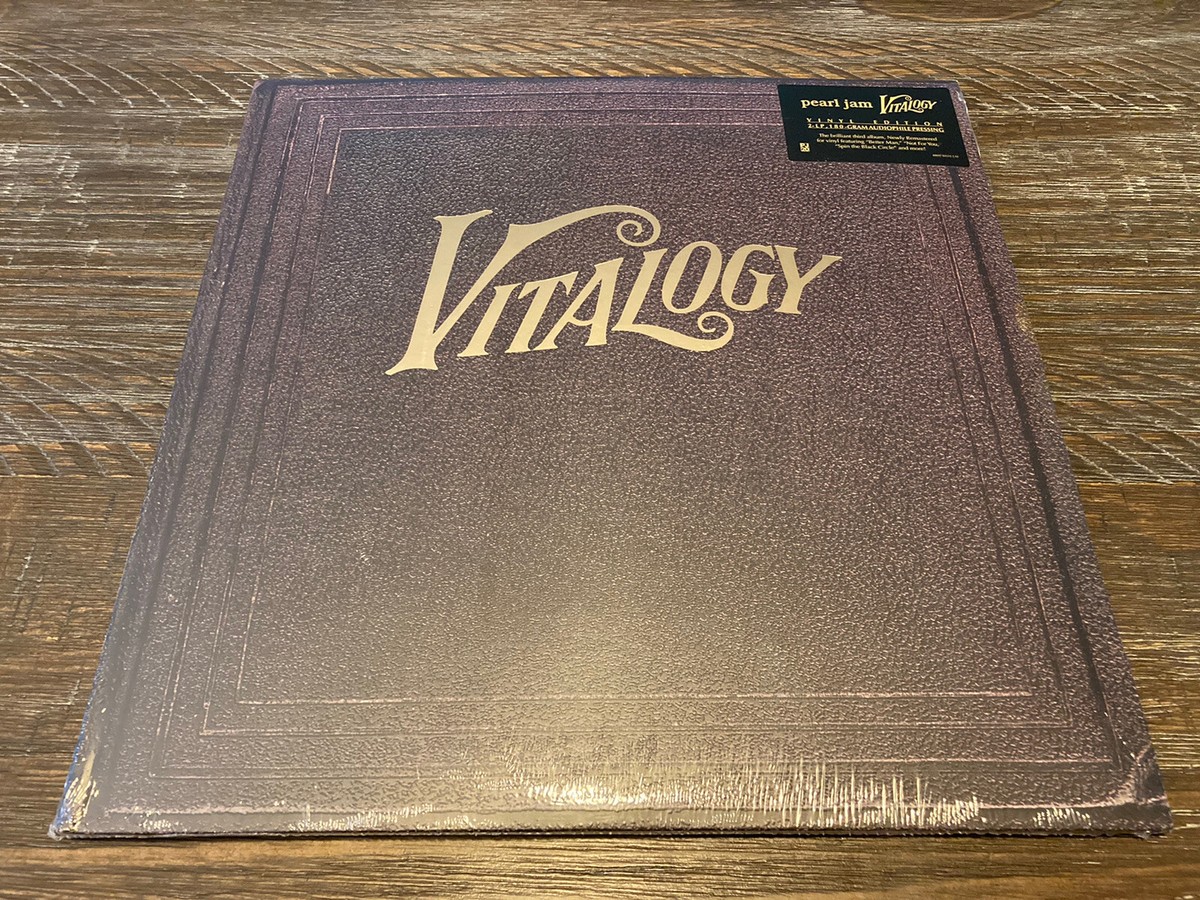 pearl jam VITALOGY
VINYL EDITION
2-LP, 180-GRAM AUDIOPHILE PRESSING
The brilliant third album. Newly Remastered
for vinyl featuring "Better Man," "Not For You,"
"Spin the Black Circle" and more!
VITALOGY